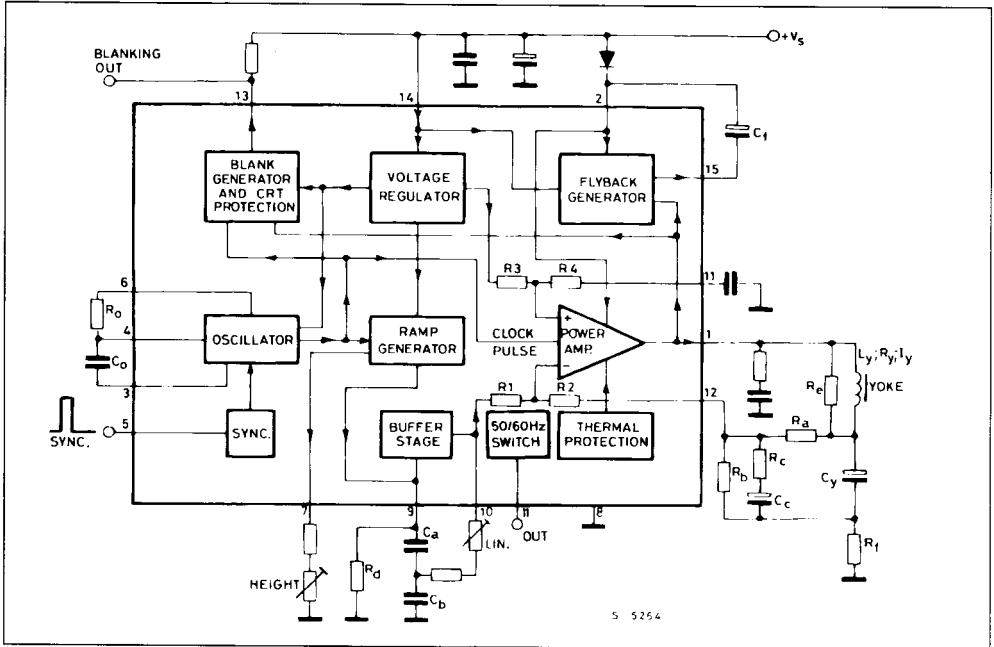 +Vs
BLANKING
OUT
13
14
2
Cf
15
BLANK
GENERATOR
AND CRT
PROTECTION
VOLTAGE
REGULATOR
FLYBACK
GENERATOR
R3
R4
11
6
Ro
4
Co
3
OSCILLATOR
RAMP
GENERATOR
CLOCK
PULSE
+
POWER
AMP.
−
1
Ly;Ry;Iy
YOKE
Re
R1
R2
12
Ra
SYNC.
5
SYNC.
BUFFER
STAGE
50/60Hz
SWITCH
THERMAL
PROTECTION
Rb
Rc
Cc
Cy
Rf
7
9
10
11
8
OUT
Ca
LIN.
Rd
HEIGHT
Cb
S 5264